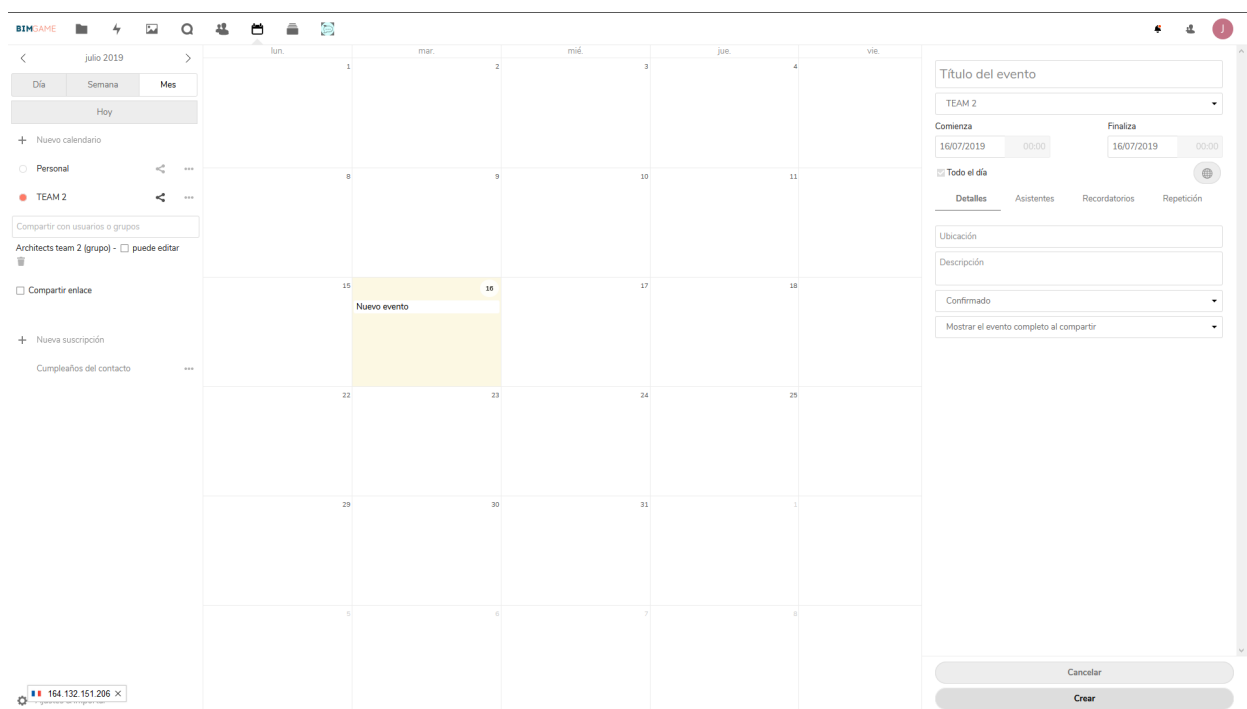 BIMGAME
J
julio 2019
Día Semana Mes
Hoy
Nuevo calendario
Personal
TEAM 2
Compartir con usuarios o grupos
Architects team 2 (grupo) - puede editar
Compartir enlace
Nueva suscripción
Cumpleaños del contacto
164.132.151.206
lun. mar. mié. jue. vie.
1 2 3 4
8 9 10 11
15 16 17 18
Nuevo evento
22 23 24 25
29 30 31 1
5 6 7 8
Título del evento
TEAM 2
Comienza Finaliza
16/07/2019 00:00 16/07/2019 00:00
Todo el día
Detalles Asistentes Recordatorios Repetición
Ubicación
Descripción
Confirmado
Mostrar el evento completo al compartir
Cancelar
Crear